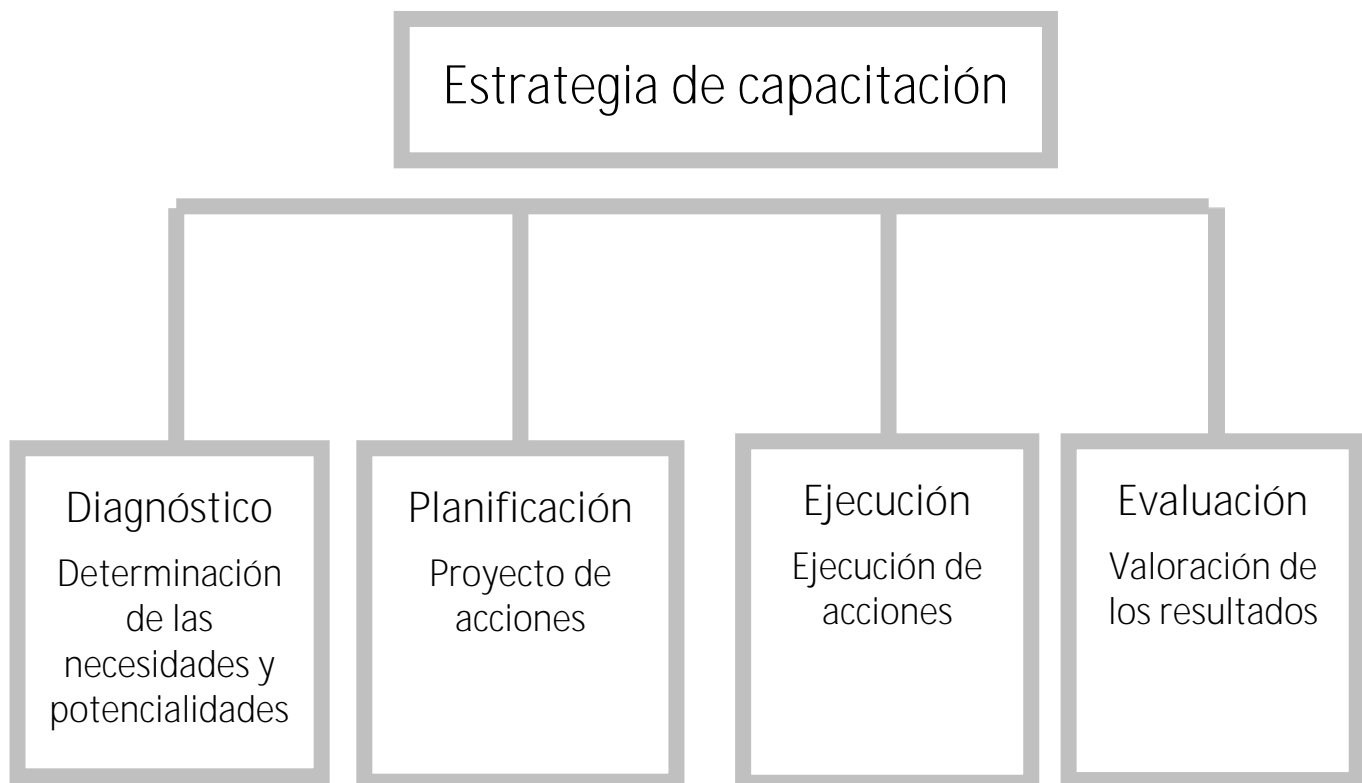 Estrategia de capacitación
Diagnóstico
Determinación
de las
necesidades y
potencialidades
Planificación
Proyecto de
acciones
Ejecución
Ejecución de
acciones
Evaluación
Valoración de
los resultados